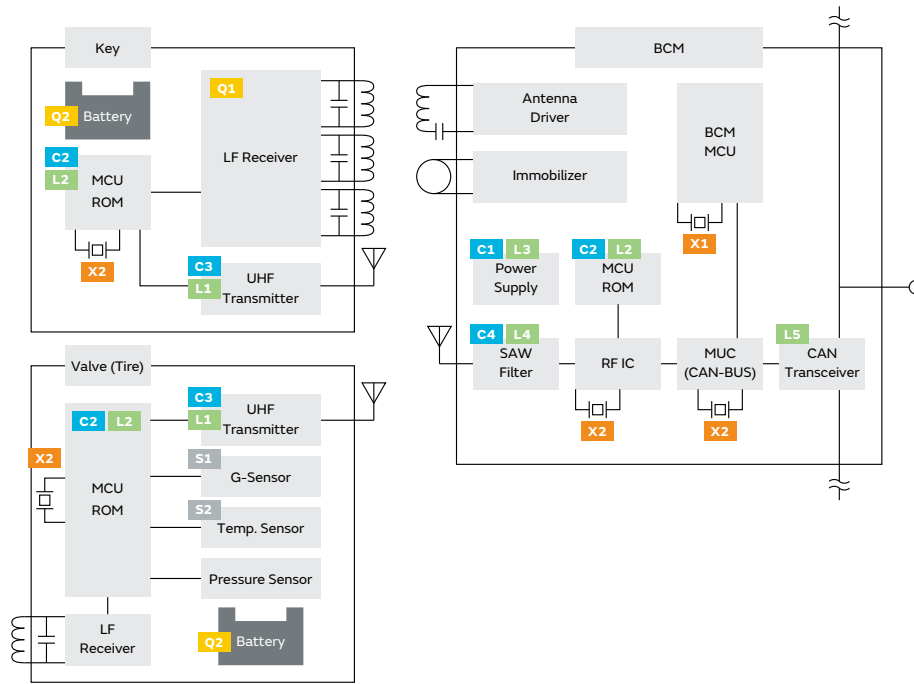 Key
Q1
Q2
Battery
LF Receiver
C2
L2
MCU
ROM
X2
C3
L1
UHF
Transmitter
Valve (Tire)
C3
L1
UHF
Transmitter
C2
L2
X2
MCU
ROM
S1
G-Sensor
S2
Temp. Sensor
Pressure Sensor
LF
Receiver
Q2
Battery
BCM
Antenna
Driver
BCM
MCU
Immobilizer
X1
C1
L3
Power
Supply
C2
L2
MCU
ROM
C4
L4
SAW
Filter
RF IC
X2
MUC
(CAN-BUS)
X2
L5
CAN
Transceiver